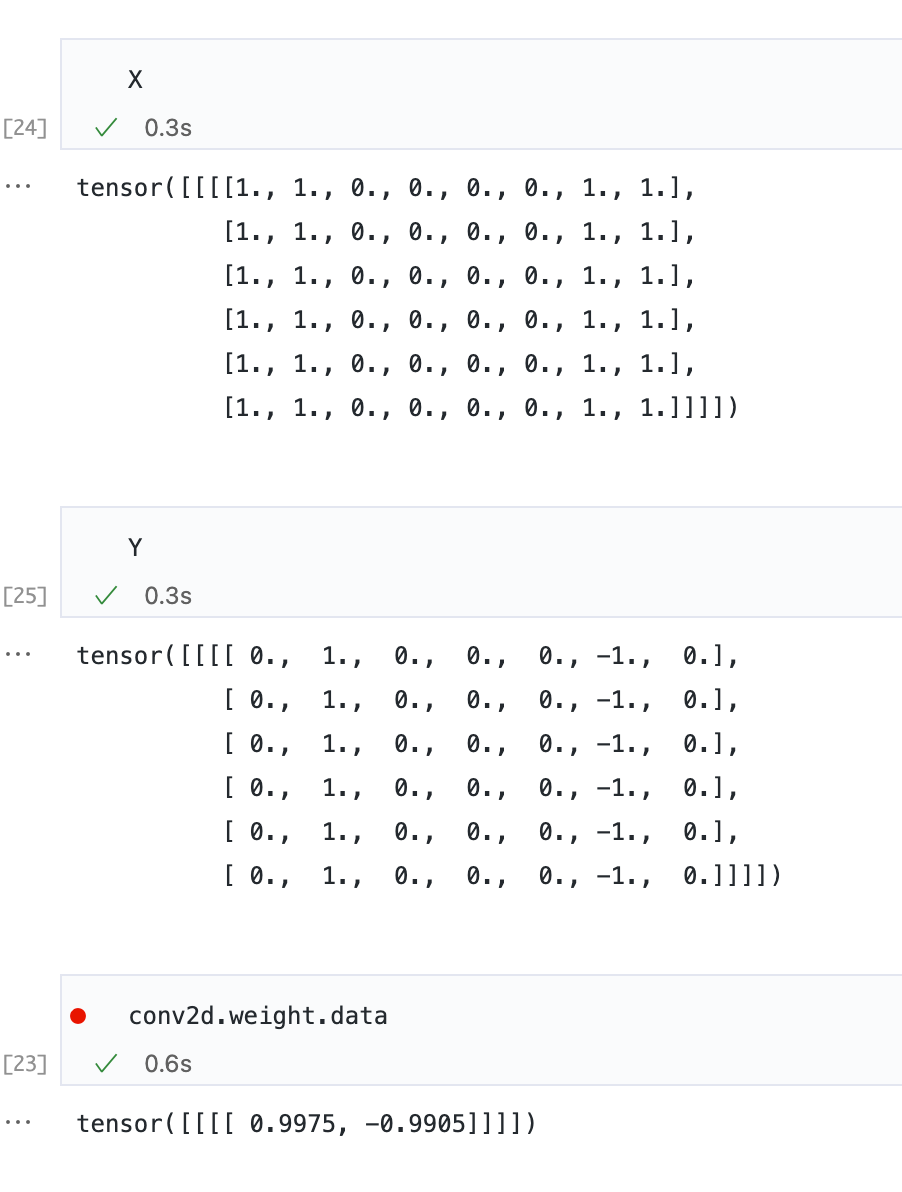 X
[24] 0.3s
... tensor([[[[1., 1., 0., 0., 0., 0., 1., 1.],
[1., 1., 0., 0., 0., 0., 1., 1.],
[1., 1., 0., 0., 0., 0., 1., 1.],
[1., 1., 0., 0., 0., 0., 1., 1.],
[1., 1., 0., 0., 0., 0., 1., 1.],
[1., 1., 0., 0., 0., 0., 1., 1.]]]])
Y
[25] 0.3s
... tensor([[[[ 0., 1., 0., 0., 0., -1., 0.],
[ 0., 1., 0., 0., 0., -1., 0.],
[ 0., 1., 0., 0., 0., -1., 0.],
[ 0., 1., 0., 0., 0., -1., 0.],
[ 0., 1., 0., 0., 0., -1., 0.],
[ 0., 1., 0., 0., 0., -1., 0.]]]])
conv2d.weight.data
[23] 0.6s
... tensor([[[[ 0.9975, -0.9905]]]])